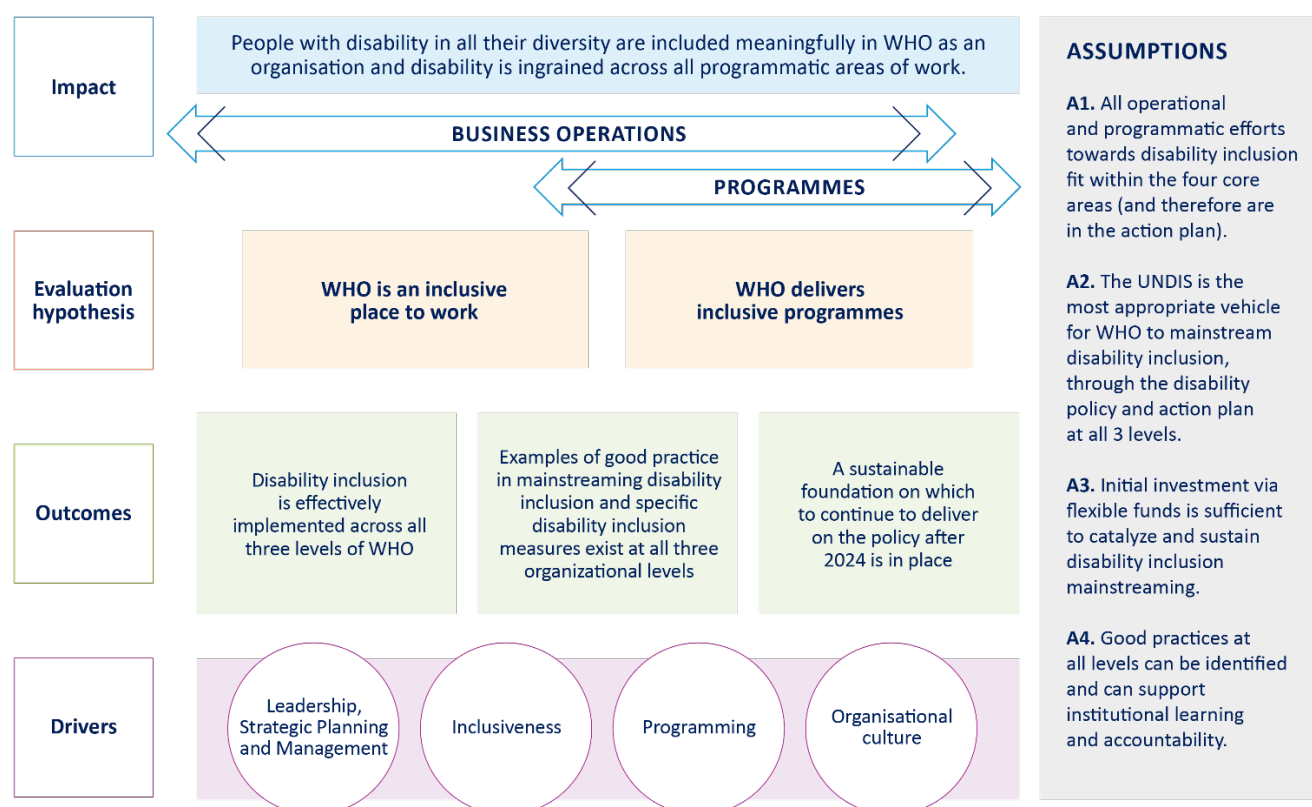 Impact
People with disability in all their diversity are included meaningfully in WHO as an
organisation and disability is ingrained across all programmatic areas of work.
BUSINESS OPERATIONS
PROGRAMMES
Evaluation
hypothesis
WHO is an inclusive
place to work
WHO delivers
inclusive programmes
Outcomes
Disability inclusion
is effectively
implemented across all
three levels of WHO
Examples of good practice
in mainstreaming disability
inclusion and specific
disability inclusion
measures exist at all three
organizational levels
A sustainable
foundation on which
to continue to deliver
on the policy after
2024 is in place
Drivers
Leadership,
Strategic Planning
and Management
Inclusiveness
Programming
Organisational
culture
ASSUMPTIONS
A1. All operational
and programmatic efforts
towards disability inclusion
fit within the four core
areas (and therefore are
in the action plan).
A2. The UNDIS is the
most appropriate vehicle
for WHO to mainstream
disability inclusion,
through the disability
policy and action plan
at all 3 levels.
A3. Initial investment via
flexible funds is sufficient
to catalyze and sustain
disability inclusion
mainstreaming.
A4. Good practices at
all levels can be identified
and can support
institutional learning
and accountability.